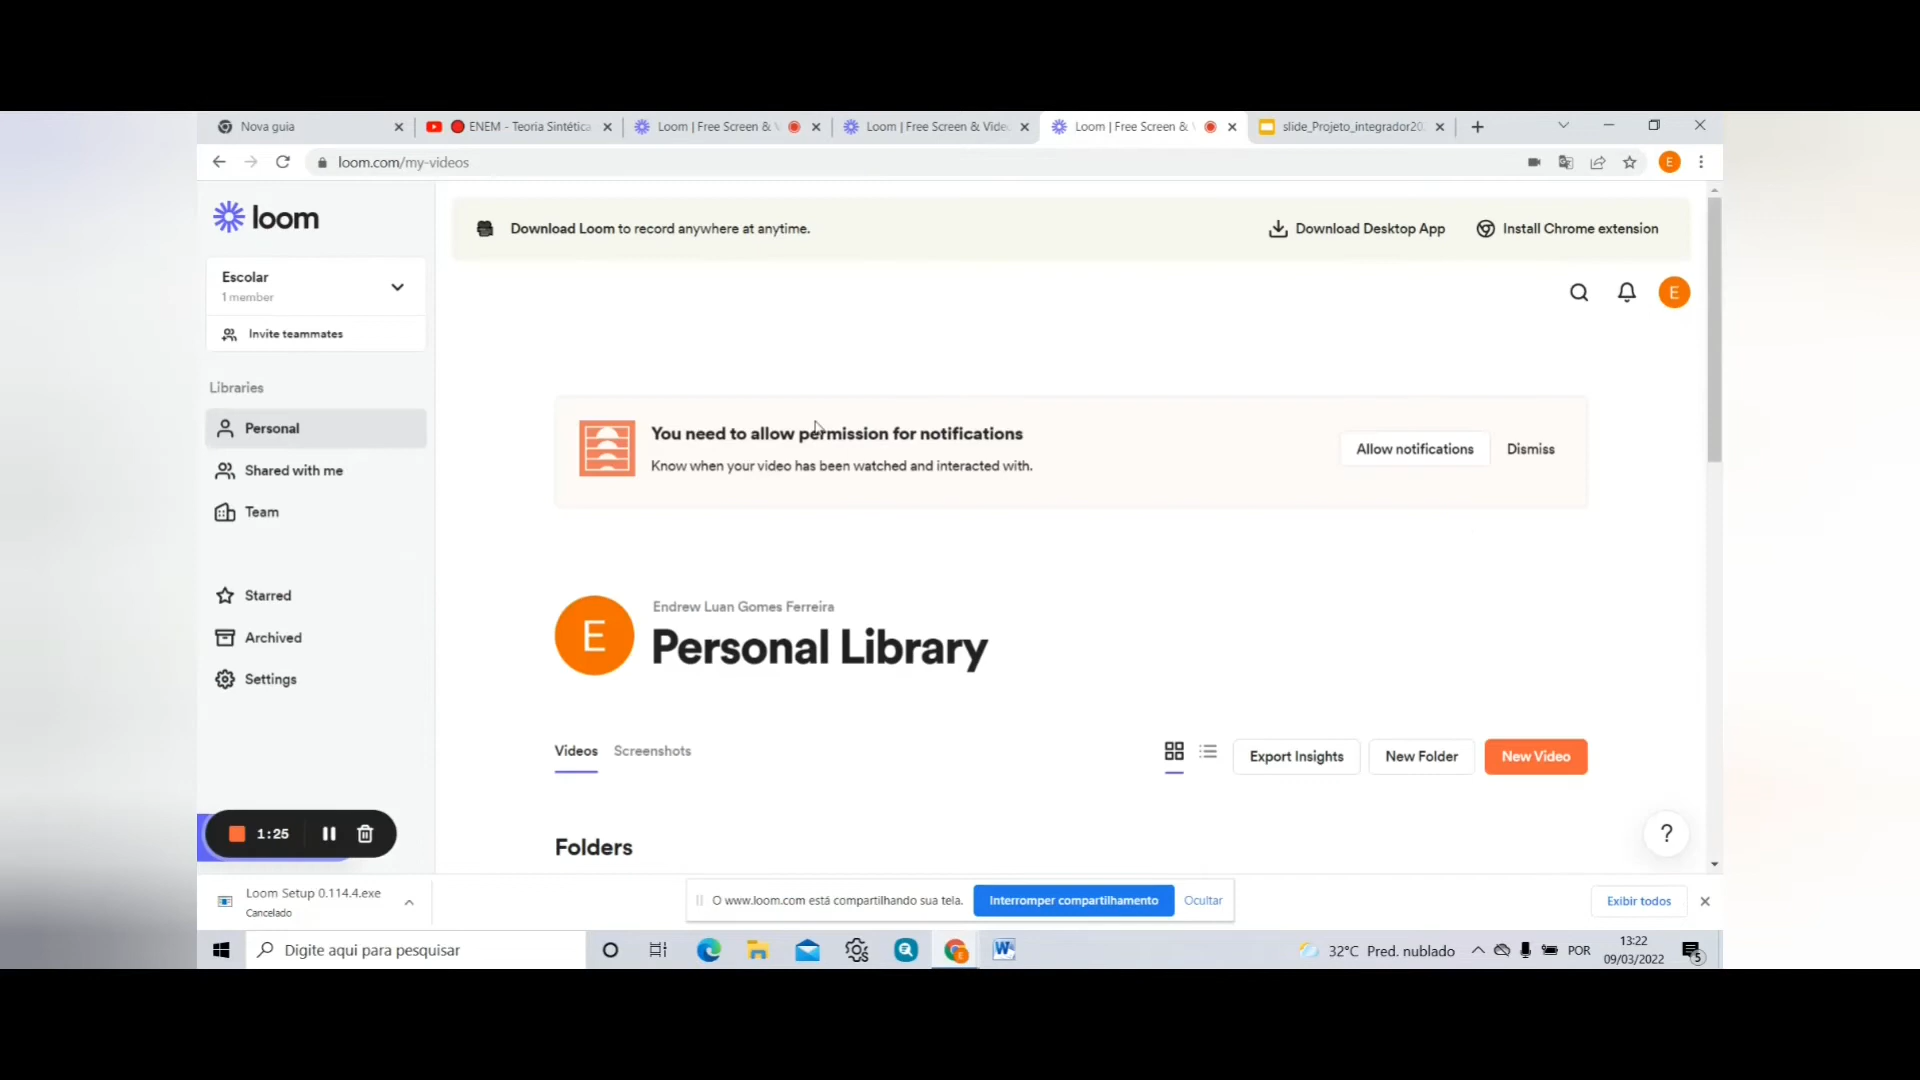 Nova guia
ENEM - Teoria Sintética
Loom | Free Screen & V
Loom | Free Screen & Vide
Loom | Free Screen & V
slide_Projeto_integrador20
loom.com/my-videos
E
loom
Download Loom to record anywhere at anytime.
Download Desktop App
Install Chrome extension
Escolar
1 member
Invite teammates
E
Libraries
Personal
Shared with me
Team
Starred
Archived
Settings
You need to allow permission for notifications
Know when your video has been watched and interacted with.
Allow notifications
Dismiss
E
Endrew Luan Gomes Ferreira
Personal Library
Videos
Screenshots
Export Insights
New Folder
New Video
1:25
Folders
?
Loom Setup 0.114.4.exe
Cancelado
O www.loom.com está compartilhando sua tela.
Interromper compartilhamento
Ocultar
Exibir todos
Digite aqui para pesquisar
32°C Pred. nublado
POR
13:22
09/03/2022
5